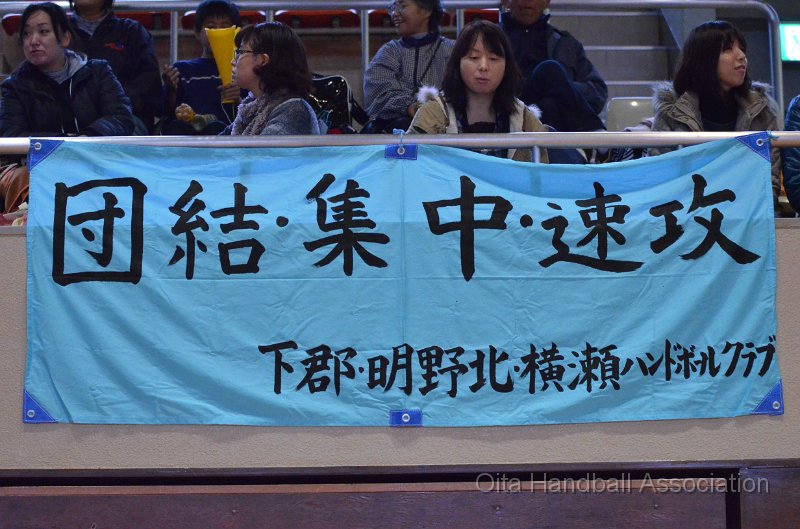 団結・集中・速攻
下郡・明野北・横瀬ハンドボールクラブ
Oita Handball Association